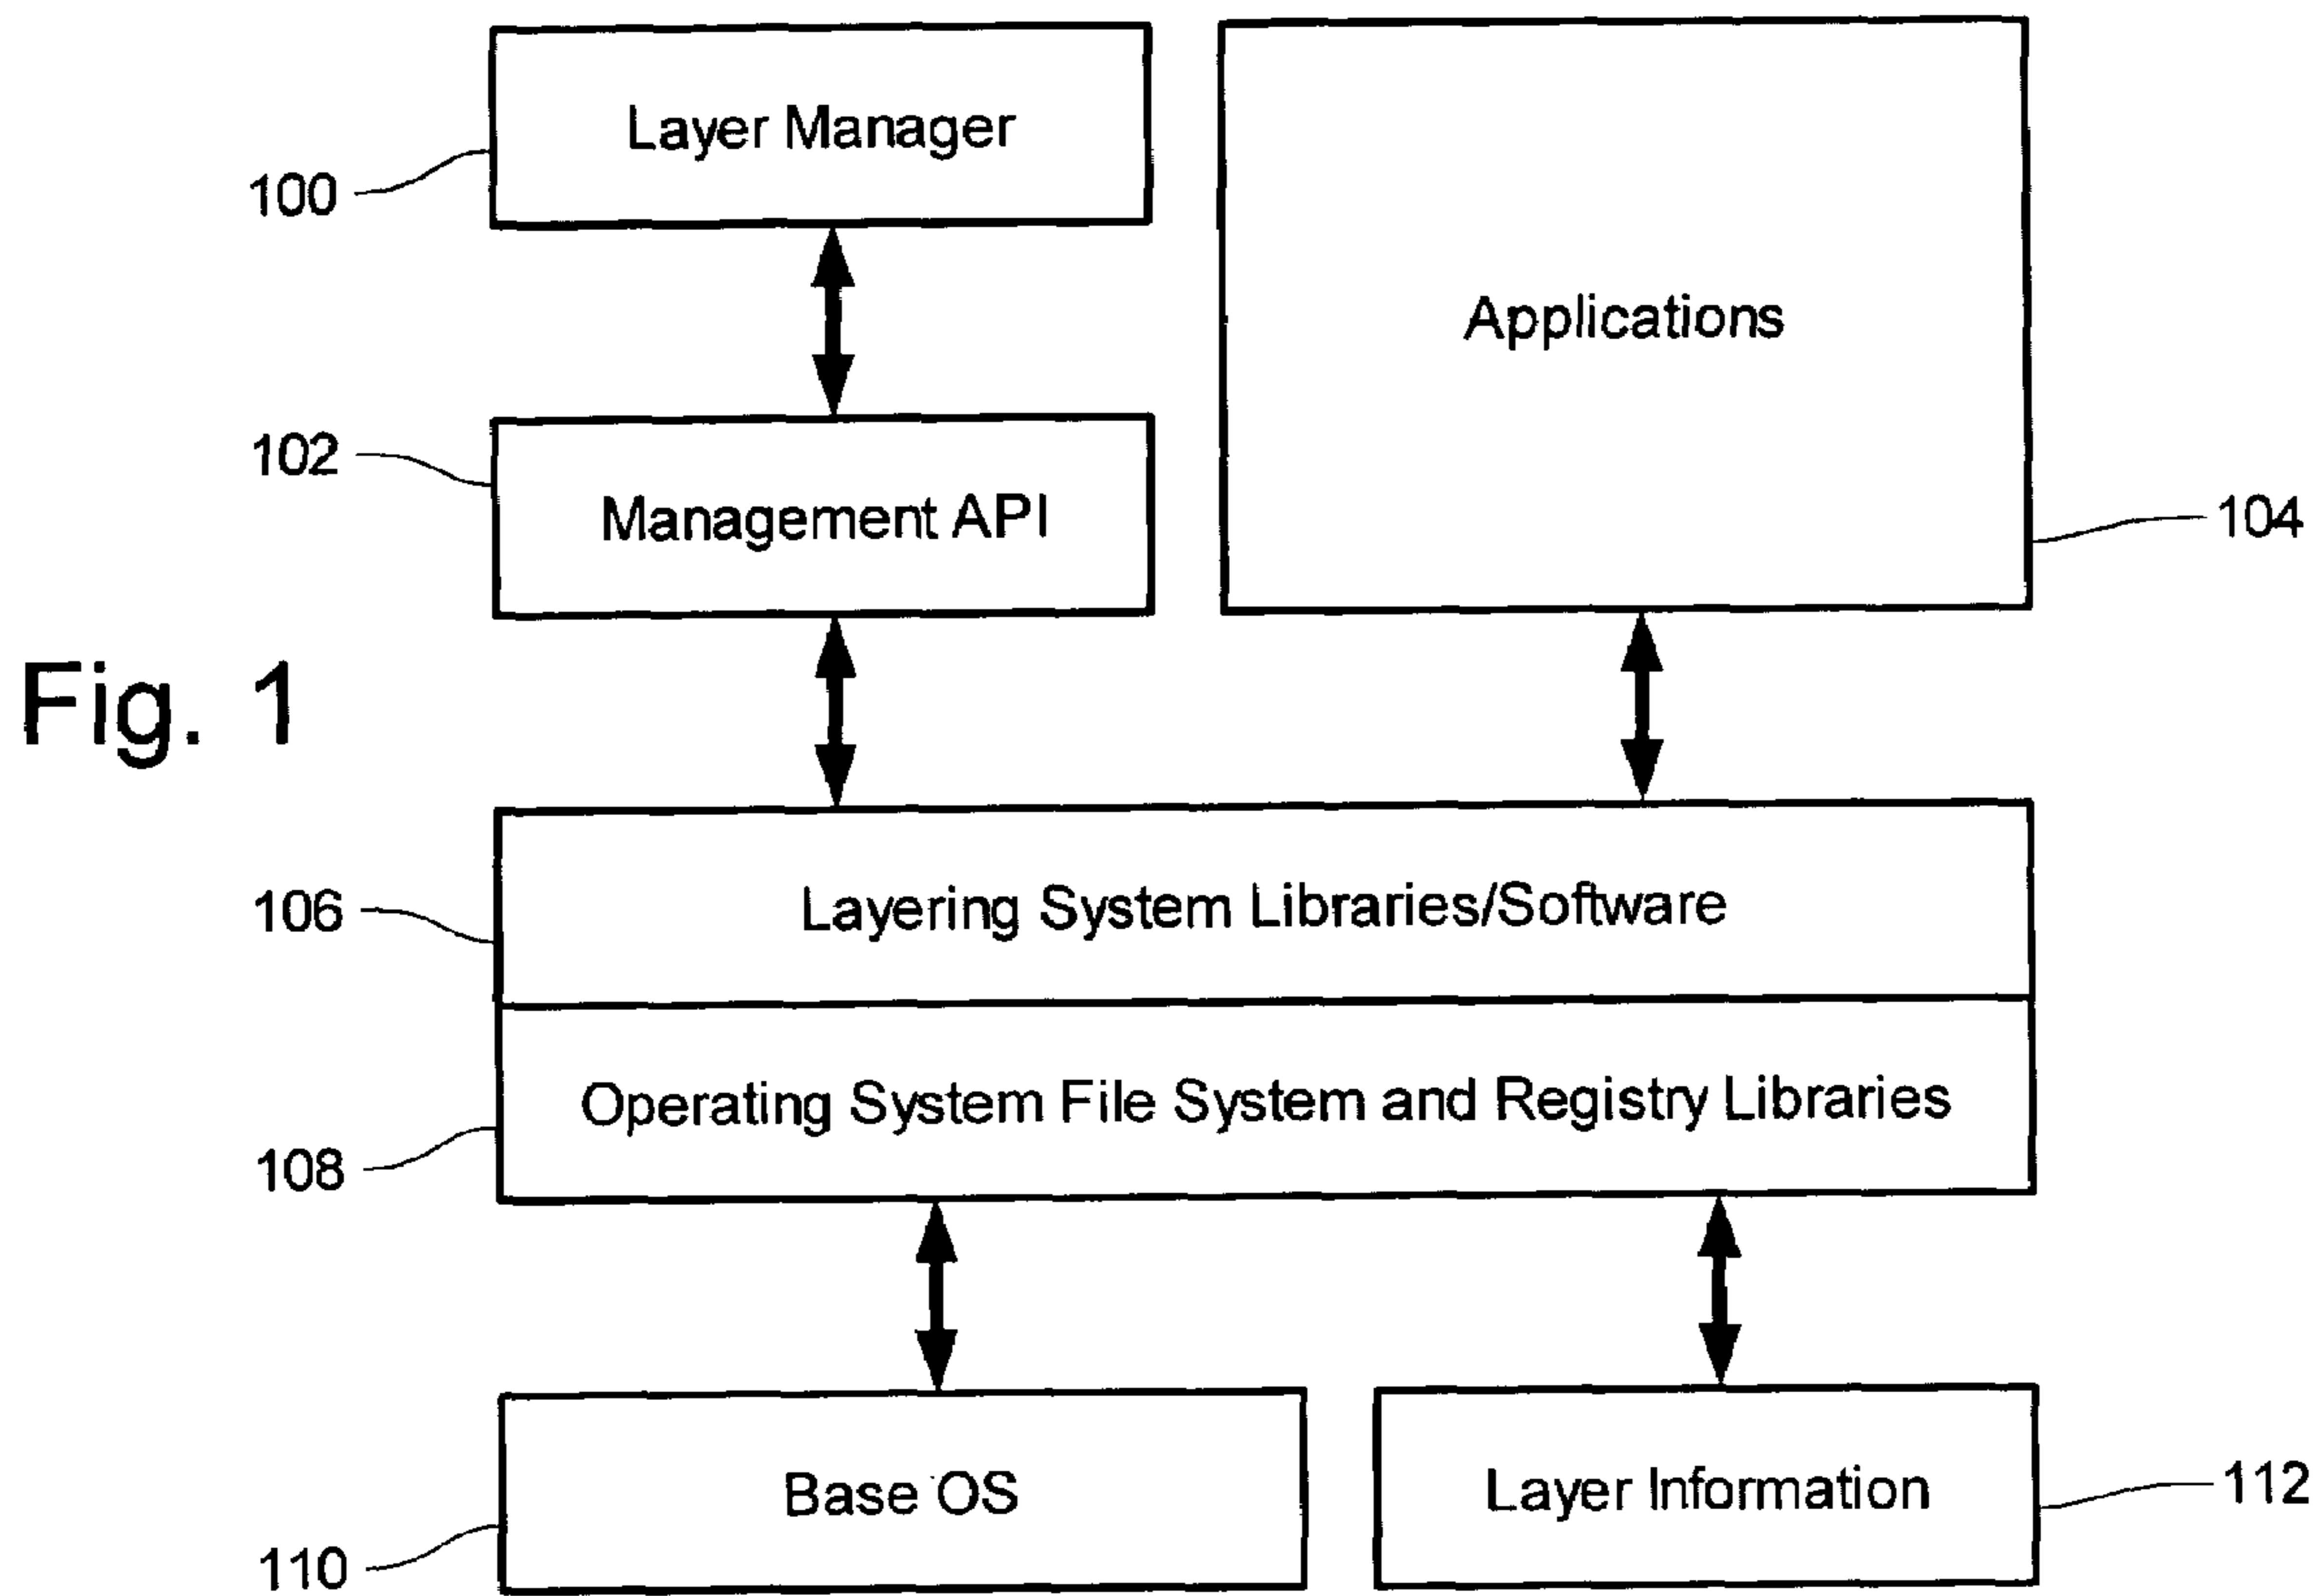 Layer Manager
100
Applications
102
Management API
104
Fig. 1
106
Layering System Libraries/Software
Operating System File System and Registry Libraries
108
Base OS
Layer Information
112
110